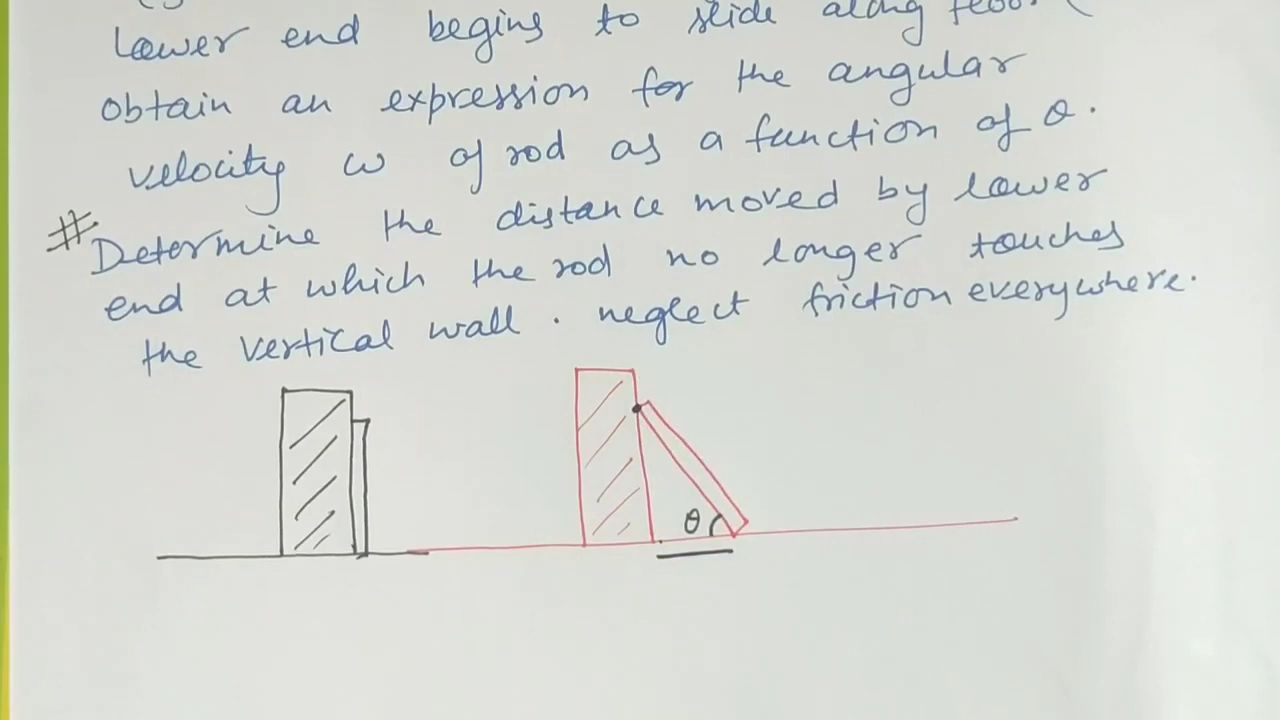 Lower end begins to slide along floor (
obtain an expression for the angular
velocity ω of rod as a function of θ.
# Determine the distance moved by lower
end at which the rod no longer touches
the vertical wall. neglect friction everywhere.
θ